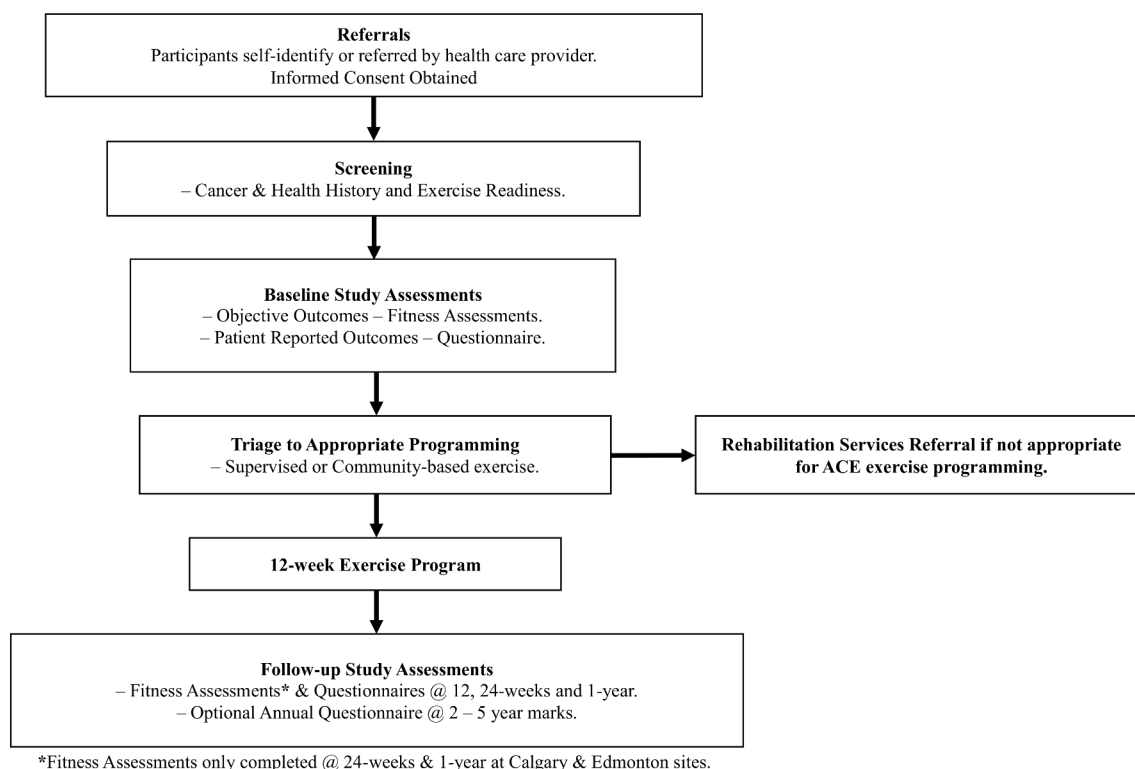 Referrals
Participants self-identify or referred by health care provider.
Informed Consent Obtained
Screening
– Cancer & Health History and Exercise Readiness.
Baseline Study Assessments
– Objective Outcomes – Fitness Assessments.
– Patient Reported Outcomes – Questionnaire.
Triage to Appropriate Programming
– Supervised or Community-based exercise.
Rehabilitation Services Referral if not appropriate
for ACE exercise programming.
12-week Exercise Program
Follow-up Study Assessments
– Fitness Assessments* & Questionnaires @ 12, 24-weeks and 1-year.
– Optional Annual Questionnaire @ 2 – 5 year marks.
*Fitness Assessments only completed @ 24-weeks & 1-year at Calgary & Edmonton sites.